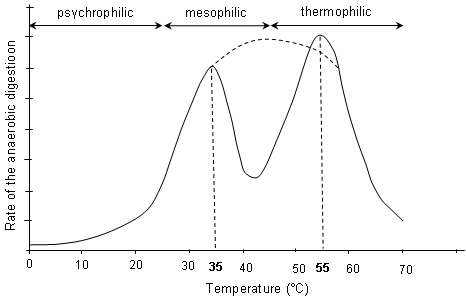 psychrophilic mesophilic thermophilic
Rate of the anaerobic digestioon
0 10 20 30 35 40 50 55 60 70 80
Temperature (°C)